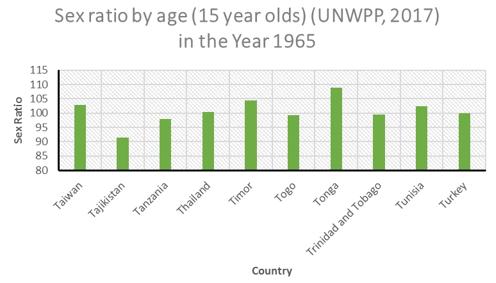 Sex ratio by age (15 year olds) (UNWPP, 2017)
in the Year 1965
115
110
105
100
95
90
85
80
Sex Ratio
Taiwan
Tajikistan
Tanzania
Thailand
Timor
Togo
Tonga
Trinidad and Tobago
Tunisia
Turkey
Country